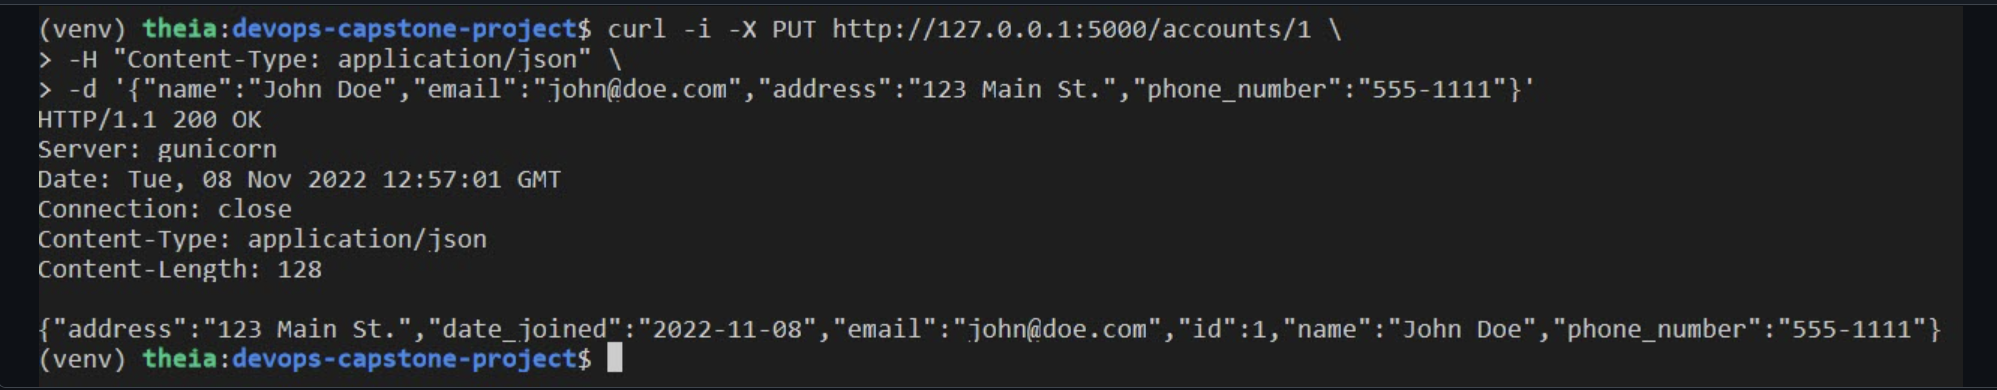 (venv) theia:devops-capstone-project$ curl -i -X PUT http://127.0.0.1:5000/accounts/1 \
> -H "Content-Type: application/json" \
> -d '{"name":"John Doe","email":"john@doe.com","address":"123 Main St.","phone_number":"555-1111"}'
HTTP/1.1 200 OK
Server: gunicorn
Date: Tue, 08 Nov 2022 12:57:01 GMT
Connection: close
Content-Type: application/json
Content-Length: 128

{"address":"123 Main St.","date_joined":"2022-11-08","email":"john@doe.com","id":1,"name":"John Doe","phone_number":"555-1111"}
(venv) theia:devops-capstone-project$